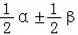 ½ α ± ½ β